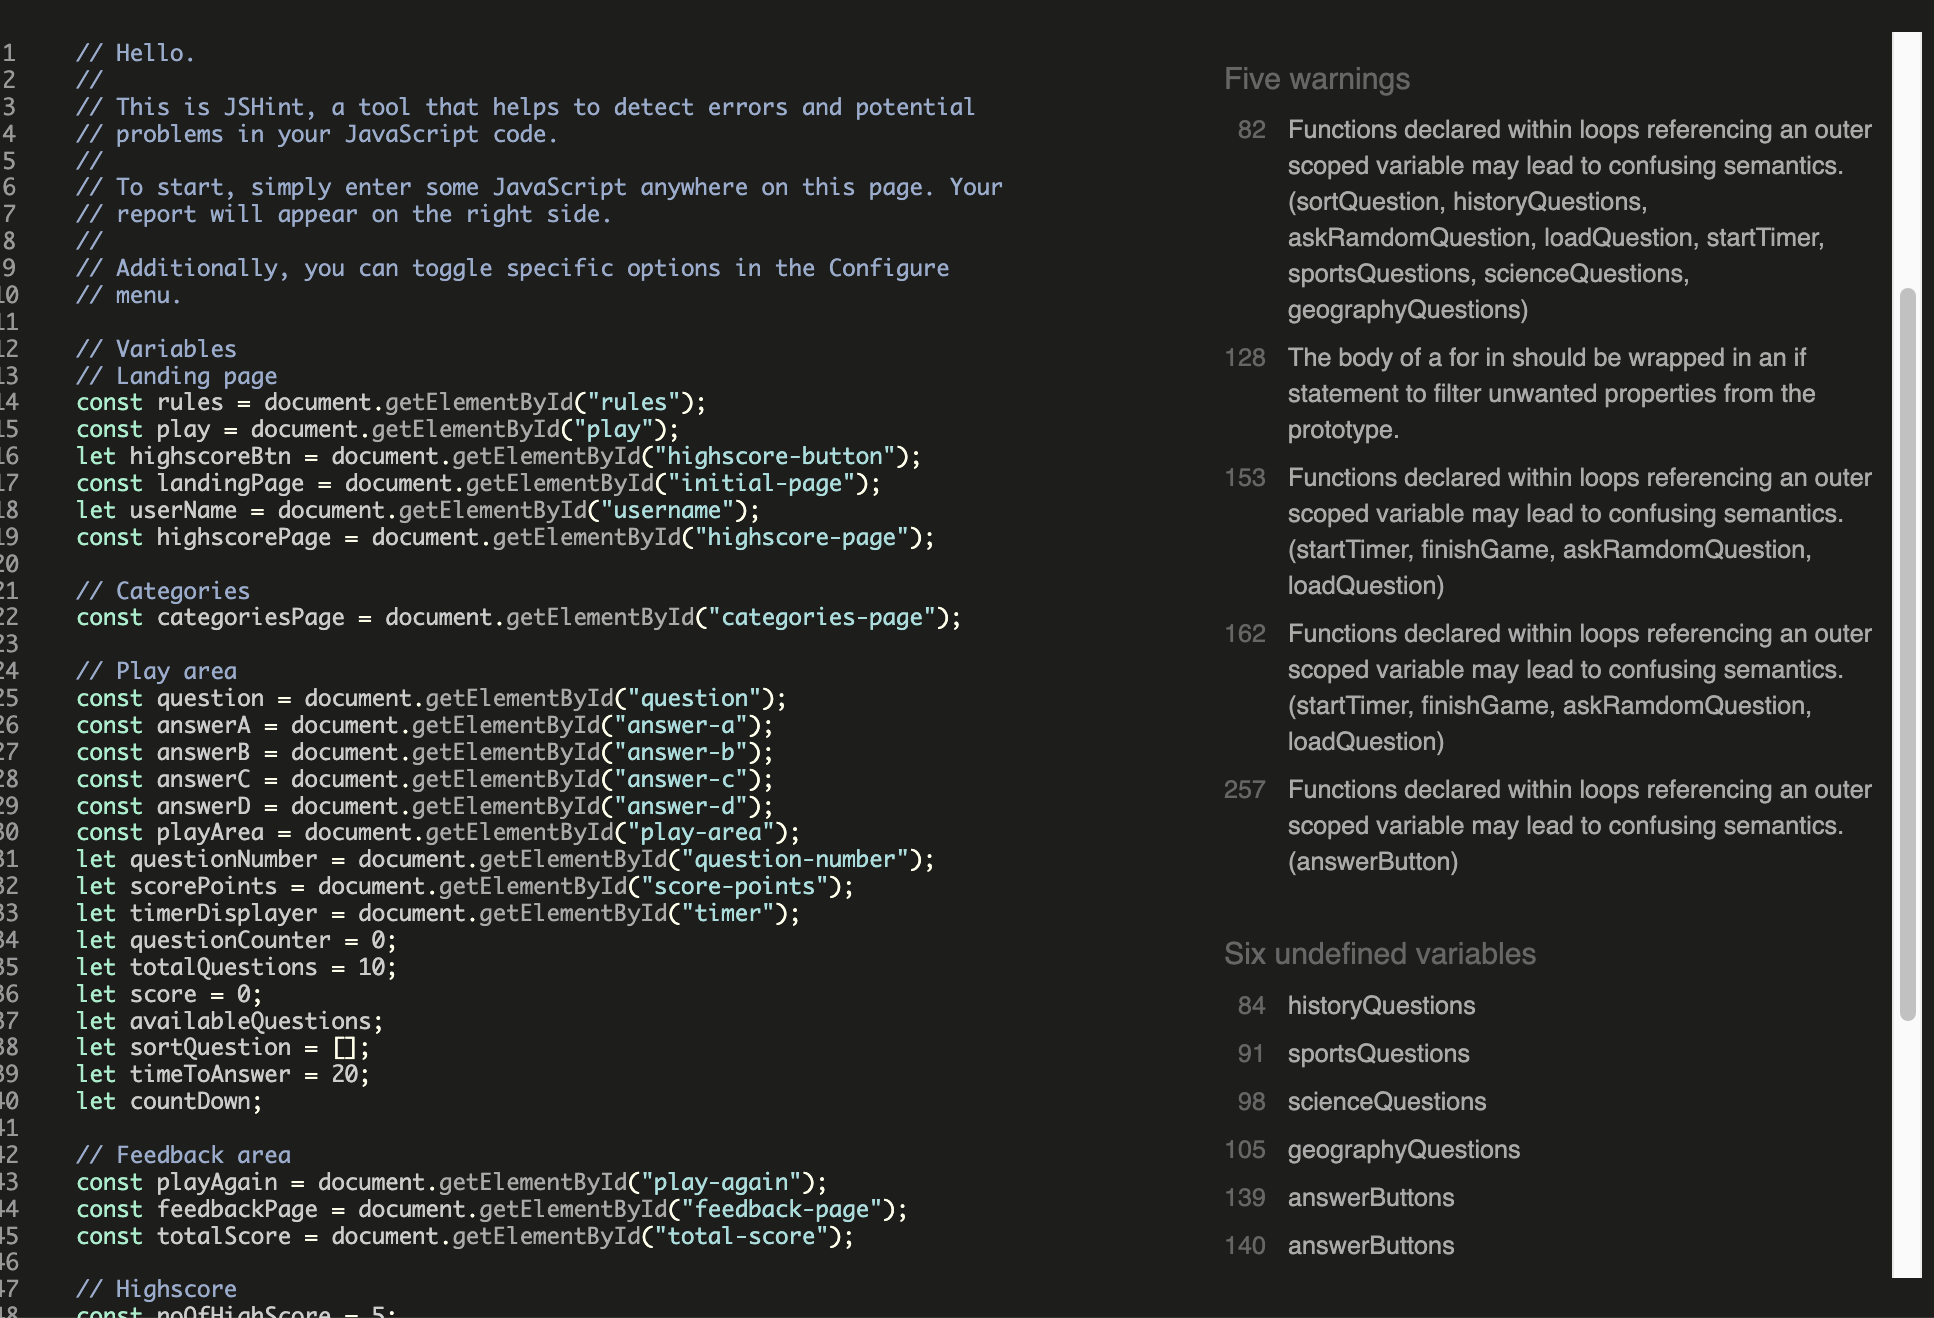 1 // Hello.
2 //
3 // This is JSHint, a tool that helps to detect errors and potential
4 // problems in your JavaScript code.
5 //
6 // To start, simply enter some JavaScript anywhere on this page. Your
7 // report will appear on the right side.
8 //
9 // Additionally, you can toggle specific options in the Configure
10 // menu.
11
12 // Variables
13 // Landing page
14 const rules = document.getElementById("rules");
15 const play = document.getElementById("play");
16 let highscoreBtn = document.getElementById("highscore-button");
17 const landingPage = document.getElementById("initial-page");
18 let userName = document.getElementById("username");
19 const highscorePage = document.getElementById("highscore-page");
20
21 // Categories
22 const categoriesPage = document.getElementById("categories-page");
23
24 // Play area
25 const question = document.getElementById("question");
26 const answerA = document.getElementById("answer-a");
27 const answerB = document.getElementById("answer-b");
28 const answerC = document.getElementById("answer-c");
29 const answerD = document.getElementById("answer-d");
30 const playArea = document.getElementById("play-area");
31 let questionNumber = document.getElementById("question-number");
32 let scorePoints = document.getElementById("score-points");
33 let timerDisplayer = document.getElementById("timer");
34 let questionCounter = 0;
35 let totalQuestions = 10;
36 let score = 0;
37 let availableQuestions;
38 let sortQuestion = [];
39 let timeToAnswer = 20;
40 let countDown;
41
42 // Feedback area
43 const playAgain = document.getElementById("play-again");
44 const feedbackPage = document.getElementById("feedback-page");
45 const totalScore = document.getElementById("total-score");
46
47 // Highscore
48 const noOfHighScore = 5;
Five warnings
82 Functions declared within loops referencing an outer
scoped variable may lead to confusing semantics.
(sortQuestion, historyQuestions,
askRamdomQuestion, loadQuestion, startTimer,
sportsQuestions, scienceQuestions,
geographyQuestions)
128 The body of a for in should be wrapped in an if
statement to filter unwanted properties from the
prototype.
153 Functions declared within loops referencing an outer
scoped variable may lead to confusing semantics.
(startTimer, finishGame, askRamdomQuestion,
loadQuestion)
162 Functions declared within loops referencing an outer
scoped variable may lead to confusing semantics.
(startTimer, finishGame, askRamdomQuestion,
loadQuestion)
257 Functions declared within loops referencing an outer
scoped variable may lead to confusing semantics.
(answerButton)
Six undefined variables
84 historyQuestions
91 sportsQuestions
98 scienceQuestions
105 geographyQuestions
139 answerButtons
140 answerButtons